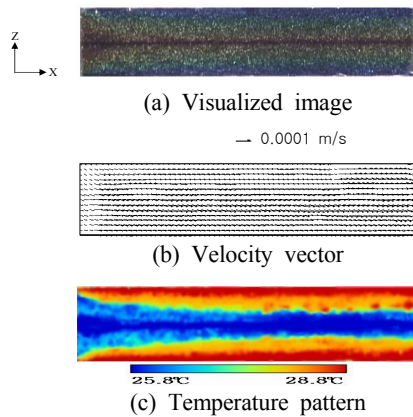 Z
X
(a) Visualized image
0.0001 m/s
(b) Velocity vector
25.8℃ 28.8℃
(c) Temperature pattern